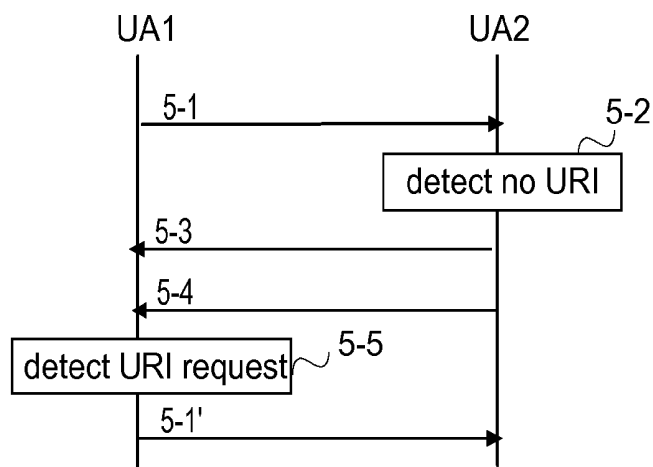 UA1 UA2
5-1
5-2
detect no URI
5-3
5-4
5-5
detect URI request
5-1'